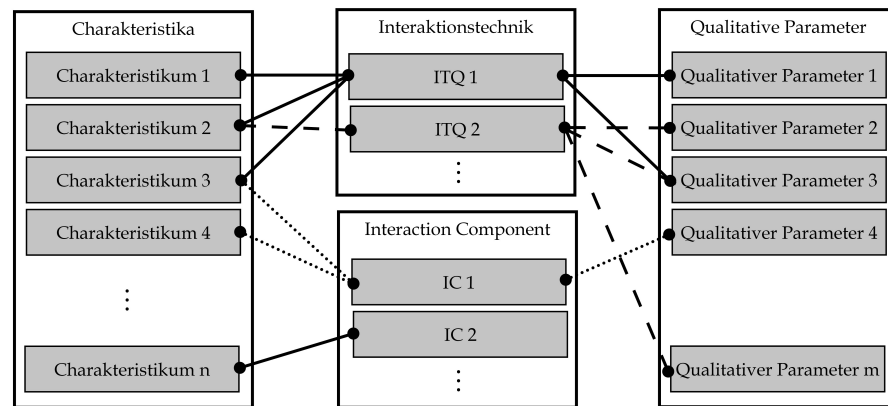 Charakteristika
Charakteristikum 1
Charakteristikum 2
Charakteristikum 3
Charakteristikum 4
Charakteristikum n
Interaktionstechnik
ITQ 1
ITQ 2
Interaction Component
IC 1
IC 2
Qualitative Parameter
Qualitativer Parameter 1
Qualitativer Parameter 2
Qualitativer Parameter 3
Qualitativer Parameter 4
Qualitativer Parameter m